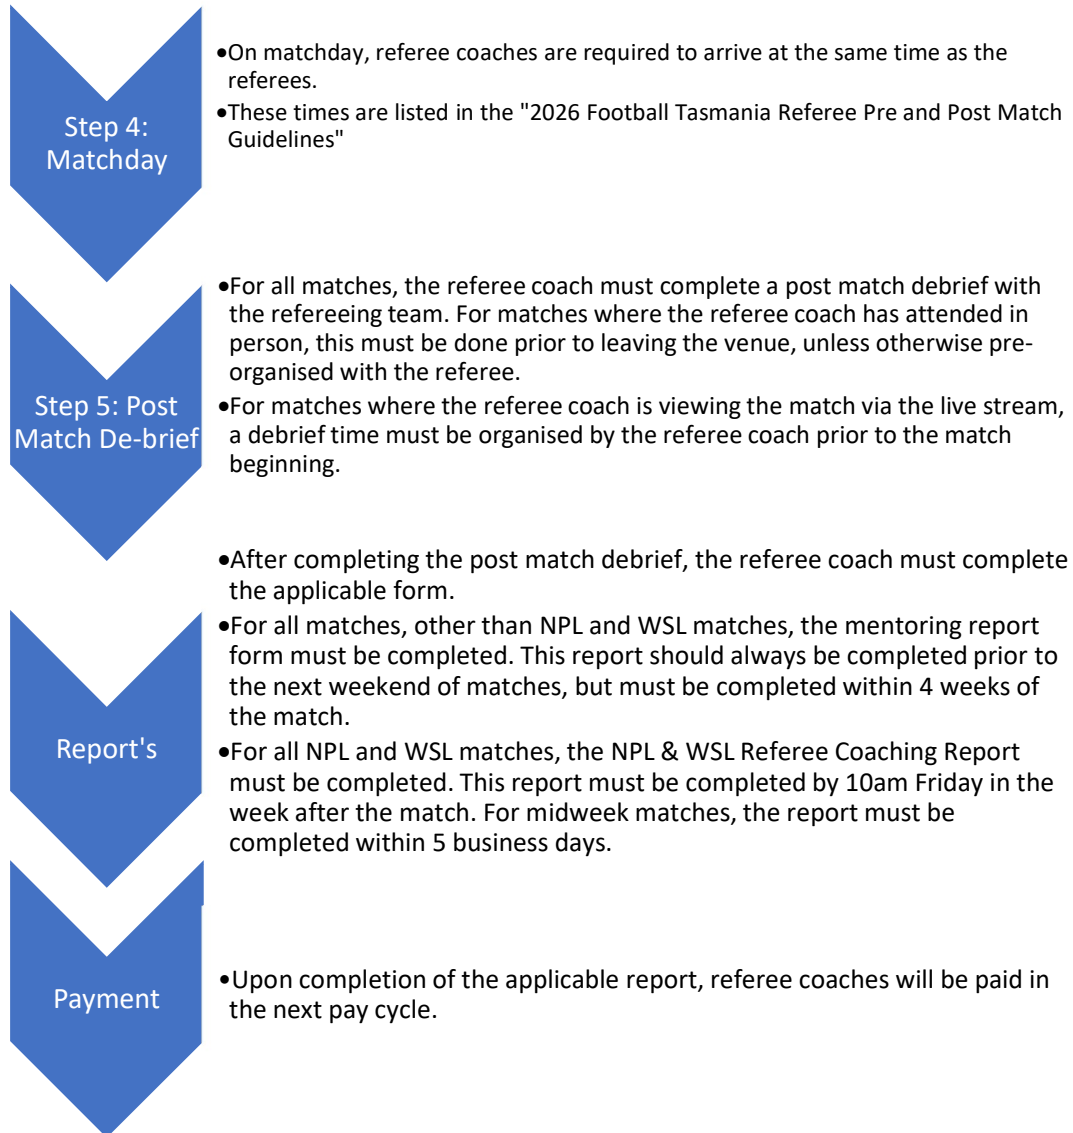 Step 4:
Matchday
•On matchday, referee coaches are required to arrive at the same time as the
referees.
•These times are listed in the "2026 Football Tasmania Referee Pre and Post Match
Guidelines"
Step 5: Post
Match De-brief
•For all matches, the referee coach must complete a post match debrief with
the refereeing team. For matches where the referee coach has attended in
person, this must be done prior to leaving the venue, unless otherwise pre-
organised with the referee.
•For matches where the referee coach is viewing the match via the live stream,
a debrief time must be organised by the referee coach prior to the match
beginning.
Report's
•After completing the post match debrief, the referee coach must complete
the applicable form.
•For all matches, other than NPL and WSL matches, the mentoring report
form must be completed. This report should always be completed prior to
the next weekend of matches, but must be completed within 4 weeks of
the match.
•For all NPL and WSL matches, the NPL & WSL Referee Coaching Report
must be completed. This report must be completed by 10am Friday in the
week after the match. For midweek matches, the report must be
completed within 5 business days.
Payment
•Upon completion of the applicable report, referee coaches will be paid in
the next pay cycle.